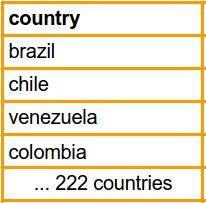 country
brazil
chile
venezuela
colombia
... 222 countries